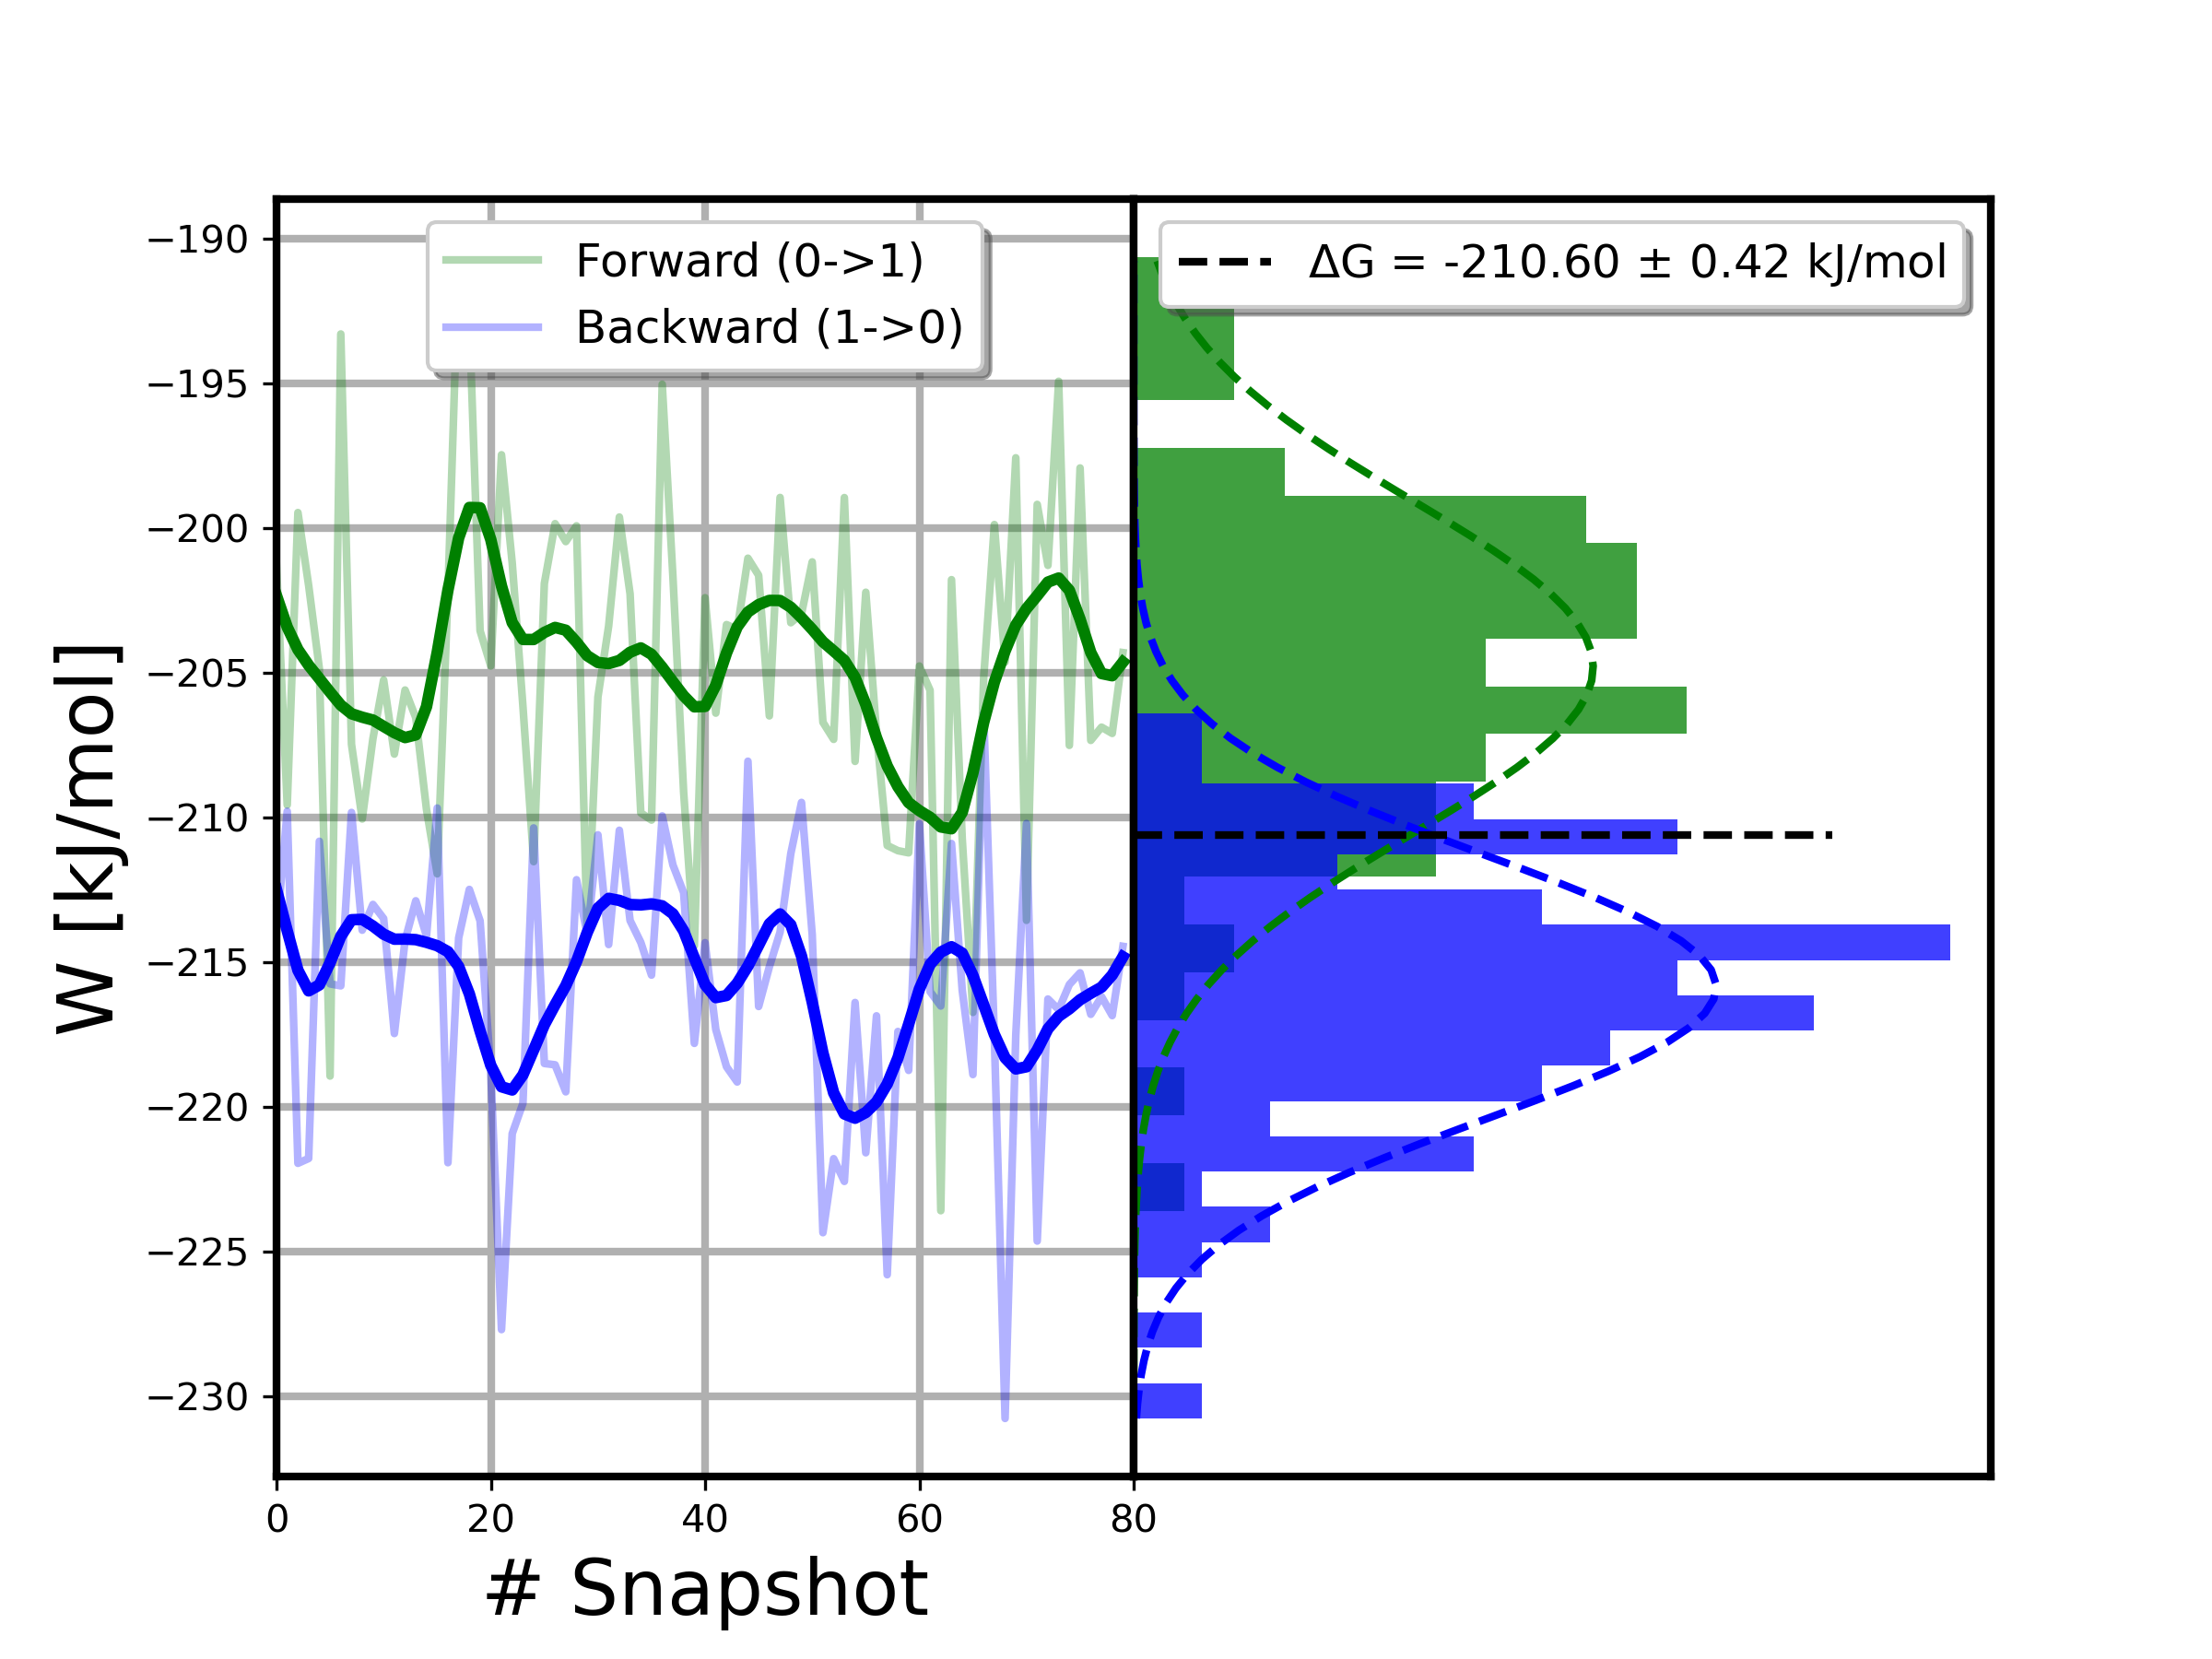 Forward (0->1)
Backward (1->0)
ΔG = -210.60 ± 0.42 kJ/mol
−190
−195
−200
−205
−210
−215
−220
−225
−230
W [kJ/mol]
0 20 40 60 80
# Snapshot